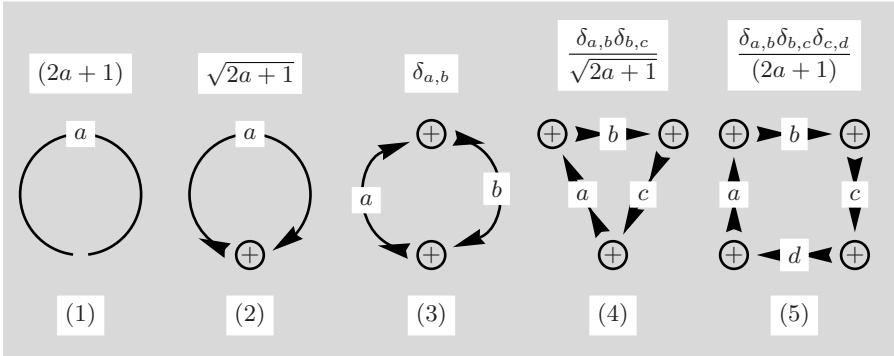 (2a + 1) √(2a + 1) δ_{a,b} δ_{a,b}δ_{b,c}/√(2a + 1) δ_{a,b}δ_{b,c}δ_{c,d}/(2a + 1)
a a + + b + + b +
a b a c a c
+ + + + d +
(1) (2) (3) (4) (5)